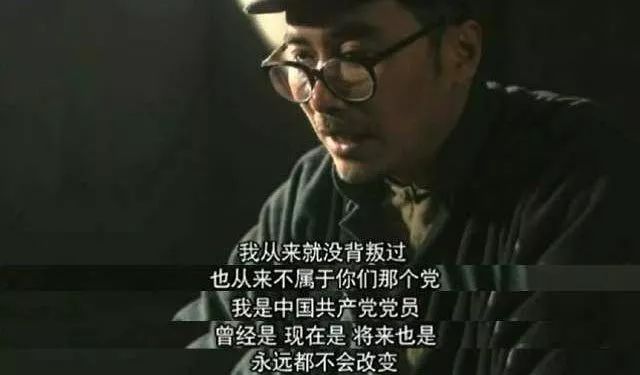 我从来就没背叛过
也从来不属于你们那个党
我是中国共产党党员
曾经是 现在是 将来也是
永远都不会改变